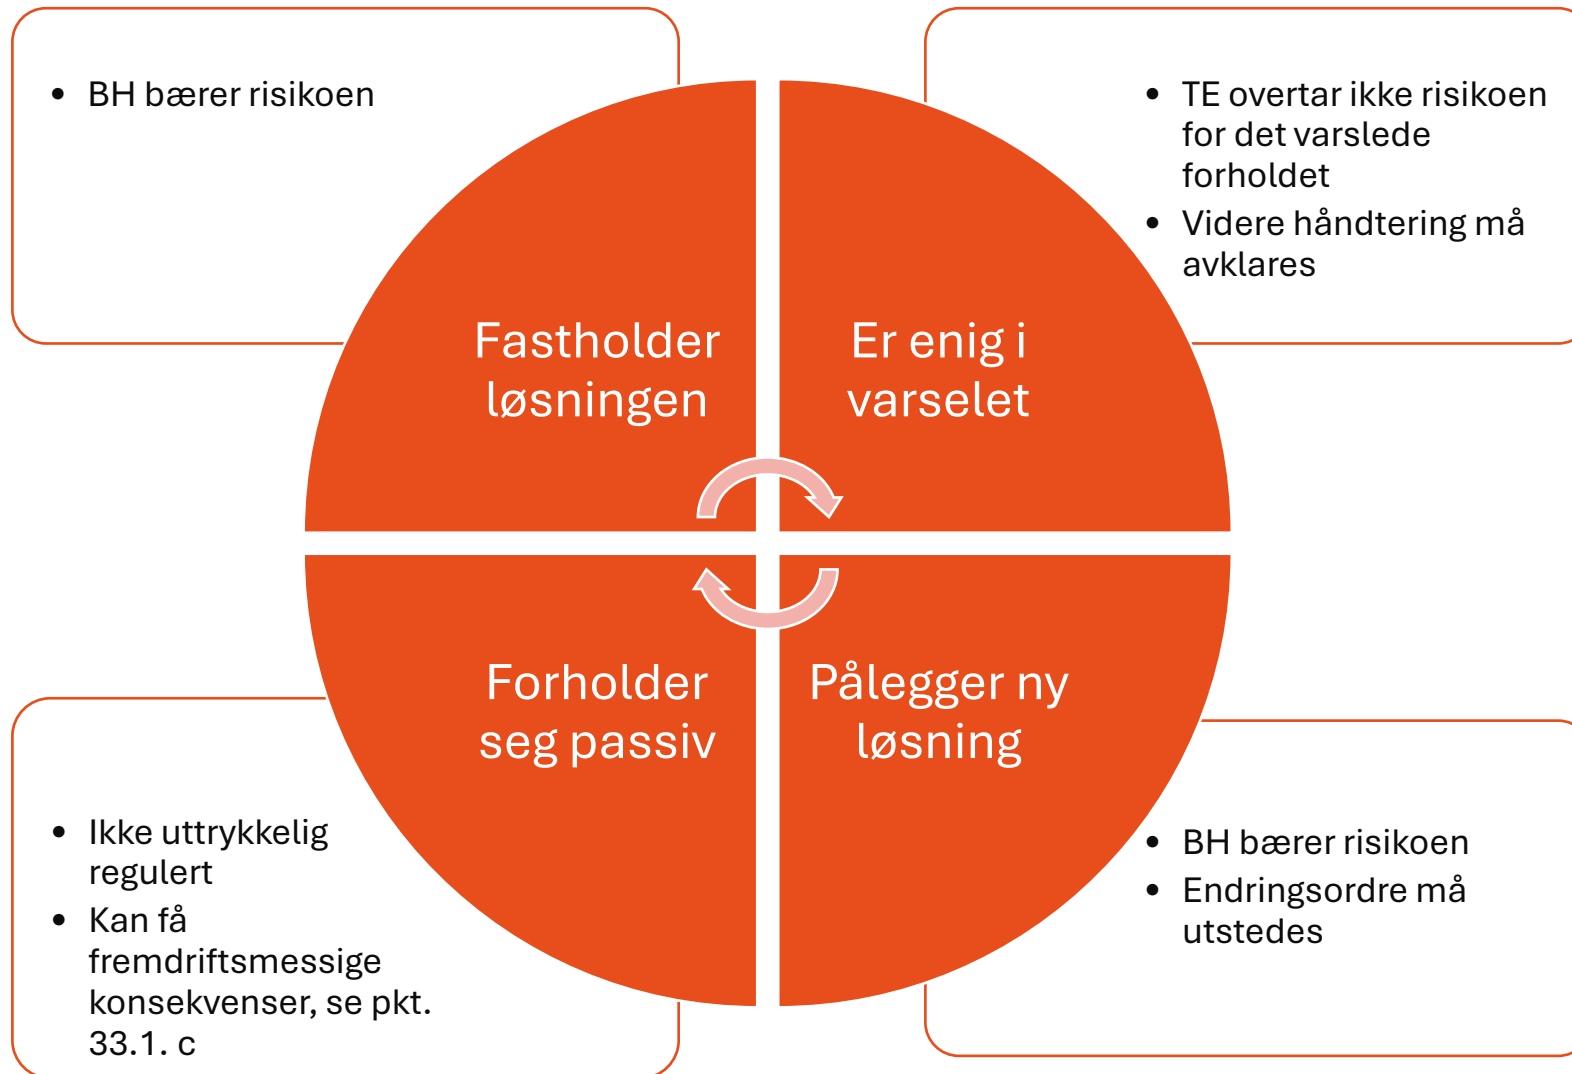 • BH bærer risikoen
• TE overtar ikke risikoen
for det varslede
forholdet
• Videre håndtering må
avklares
Fastholder
løsningen
Er enig i
varselet
Forholder
seg passiv
Pålegger ny
løsning
• Ikke uttrykkelig
regulert
• Kan få
fremdriftsmessige
konsekvenser, se pkt.
33.1. c
• BH bærer risikoen
• Endringsordre må
utstedes